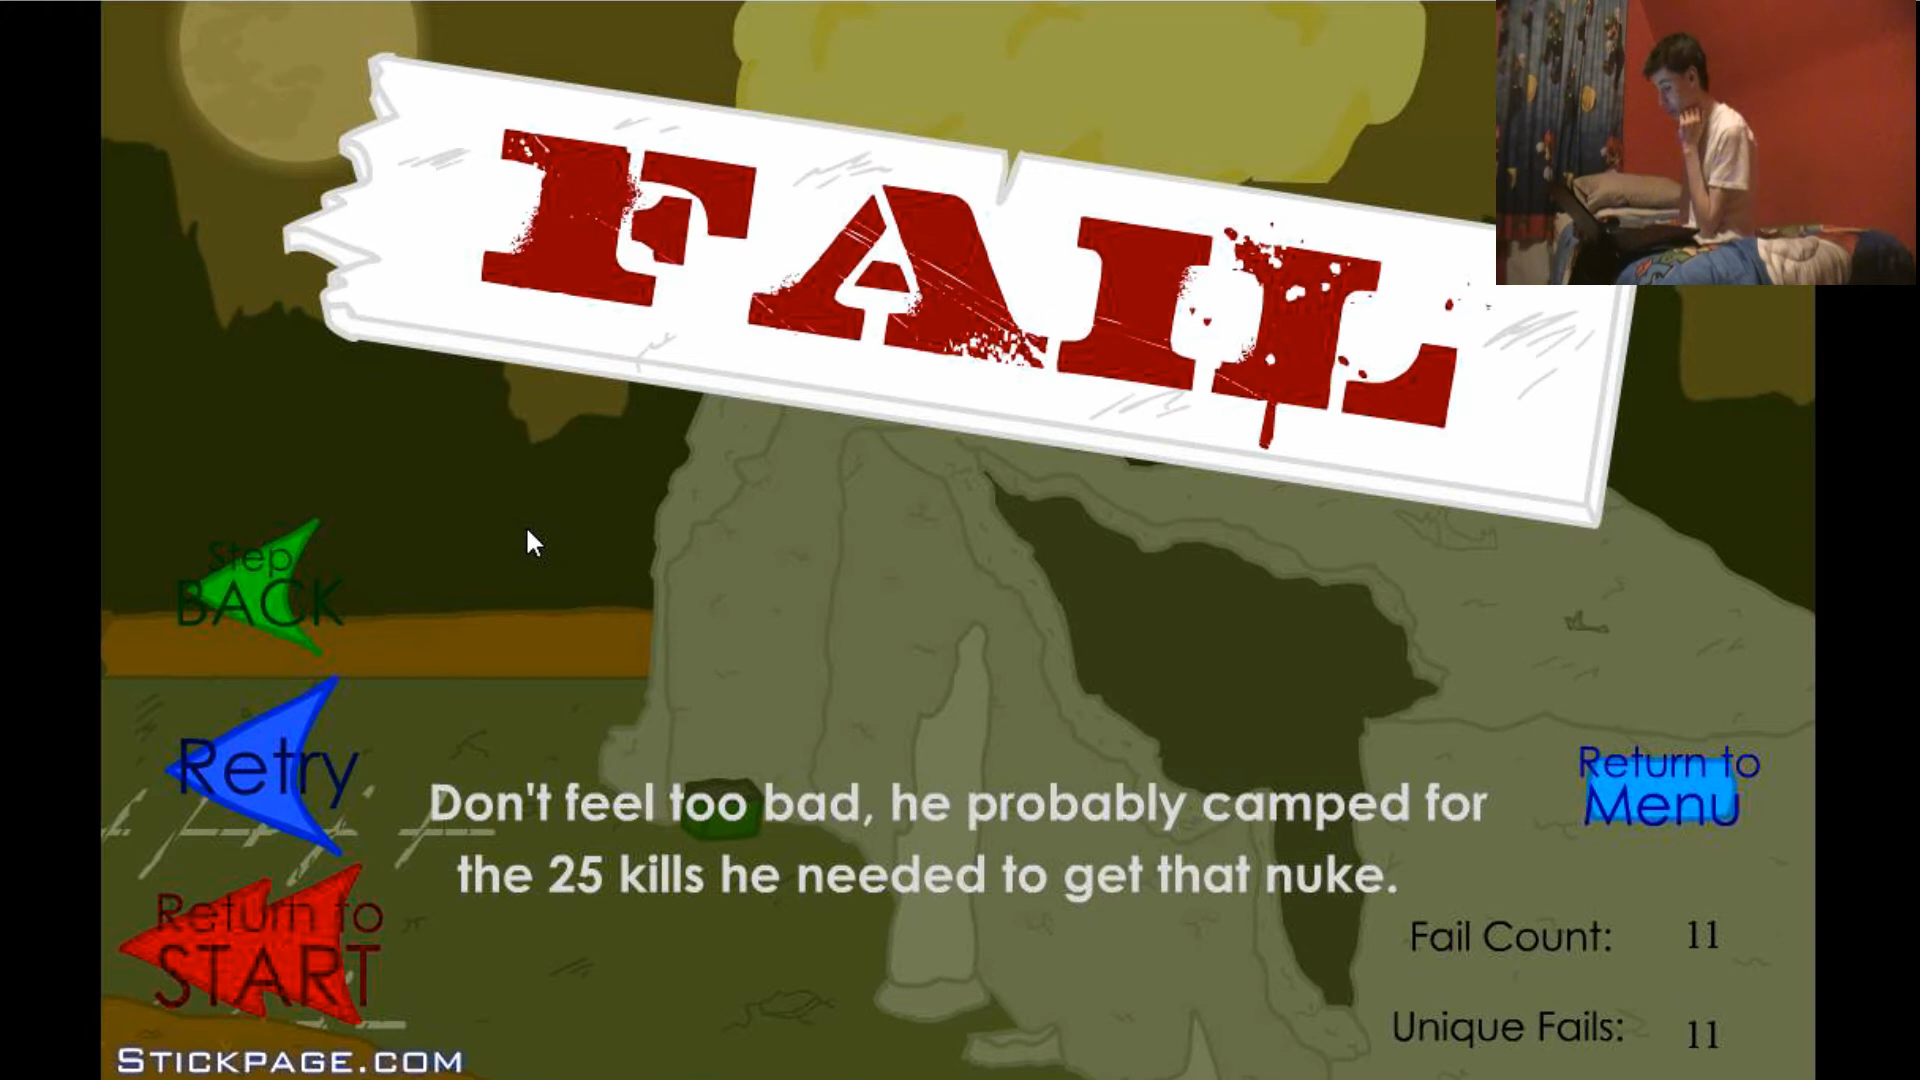 FAIL
Step
BACK
Retry
Return to
START
Don't feel too bad, he probably camped for
the 25 kills he needed to get that nuke.
Return to
Menu
Fail Count: 11
Unique Fails: 11
STICKPAGE.COM